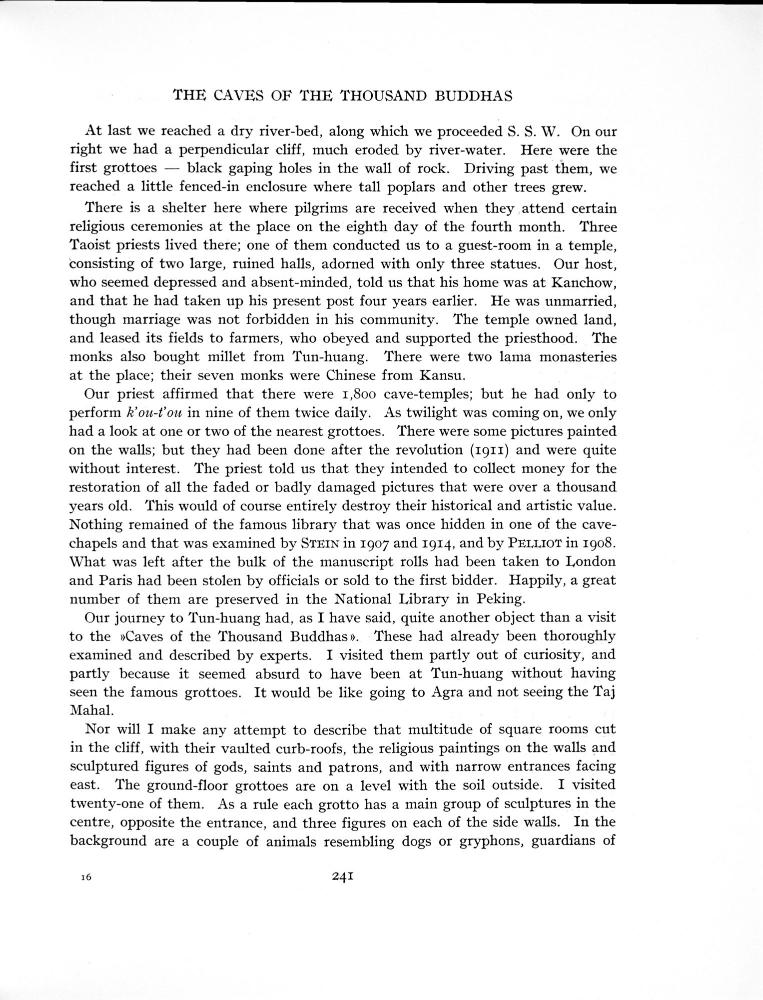 THE CAVES OF THE THOUSAND BUDDHAS
At last we reached a dry river-bed, along which we proceeded S. S. W. On our
right we had a perpendicular cliff, much eroded by river-water. Here were the
first grottoes — black gaping holes in the wall of rock. Driving past them, we
reached a little fenced-in enclosure where tall poplars and other trees grew.
There is a shelter here where pilgrims are received when they attend certain
religious ceremonies at the place on the eighth day of the fourth month. Three
Taoist priests lived there; one of them conducted us to a guest-room in a temple,
consisting of two large, ruined halls, adorned with only three statues. Our host,
who seemed depressed and absent-minded, told us that his home was at Kanchow,
and that he had taken up his present post four years earlier. He was unmarried,
though marriage was not forbidden in his community. The temple owned land,
and leased its fields to farmers, who obeyed and supported the priesthood. The
monks also bought millet from Tun-huang. There were two lama monasteries
at the place; their seven monks were Chinese from Kansu.
Our priest affirmed that there were 1,800 cave-temples; but he had only to
perform k'ou-t'ou in nine of them twice daily. As twilight was coming on, we only
had a look at one or two of the nearest grottoes. There were some pictures painted
on the walls; but they had been done after the revolution (1911) and were quite
without interest. The priest told us that they intended to collect money for the
restoration of all the faded or badly damaged pictures that were over a thousand
years old. This would of course entirely destroy their historical and artistic value.
Nothing remained of the famous library that was once hidden in one of the cave-
chapels and that was examined by STEIN in 1907 and 1914, and by PELLIOT in 1908.
What was left after the bulk of the manuscript rolls had been taken to London
and Paris had been stolen by officials or sold to the first bidder. Happily, a great
number of them are preserved in the National Library in Peking.
Our journey to Tun-huang had, as I have said, quite another object than a visit
to the »Caves of the Thousand Buddhas». These had already been thoroughly
examined and described by experts. I visited them partly out of curiosity, and
partly because it seemed absurd to have been at Tun-huang without having
seen the famous grottoes. It would be like going to Agra and not seeing the Taj
Mahal.
Nor will I make any attempt to describe that multitude of square rooms cut
in the cliff, with their vaulted curb-roofs, the religious paintings on the walls and
sculptured figures of gods, saints and patrons, and with narrow entrances facing
east. The ground-floor grottoes are on a level with the soil outside. I visited
twenty-one of them. As a rule each grotto has a main group of sculptures in the
centre, opposite the entrance, and three figures on each of the side walls. In the
background are a couple of animals resembling dogs or gryphons, guardians of
16
241